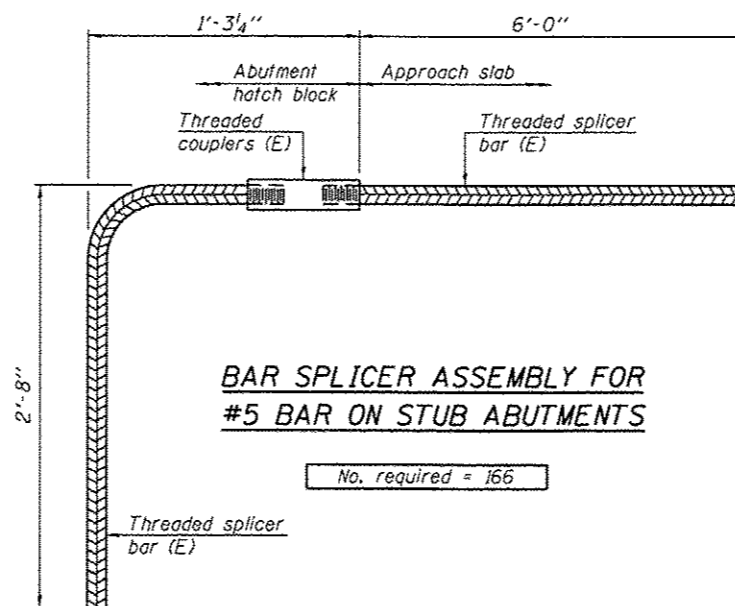 1'-3¼"
6'-0"
Abutment
hatch block
Approach slab
Threaded
couplers (E)
Threaded splicer
bar (E)
2'-8"
BAR SPLICER ASSEMBLY FOR
#5 BAR ON STUB ABUTMENTS
No. required = 166
Threaded splicer
bar (E)